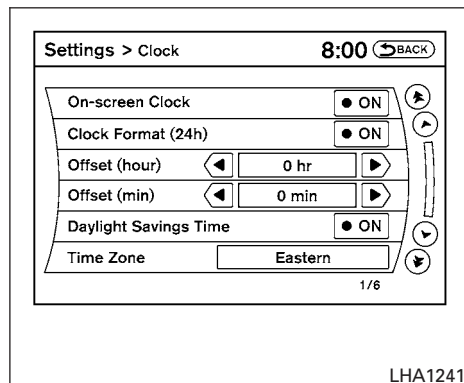 Settings > Clock 8:00 BACK
On-screen Clock ON
Clock Format (24h) ON
Offset (hour) 0 hr
Offset (min) 0 min
Daylight Savings Time ON
Time Zone Eastern
1/6
LHA1241